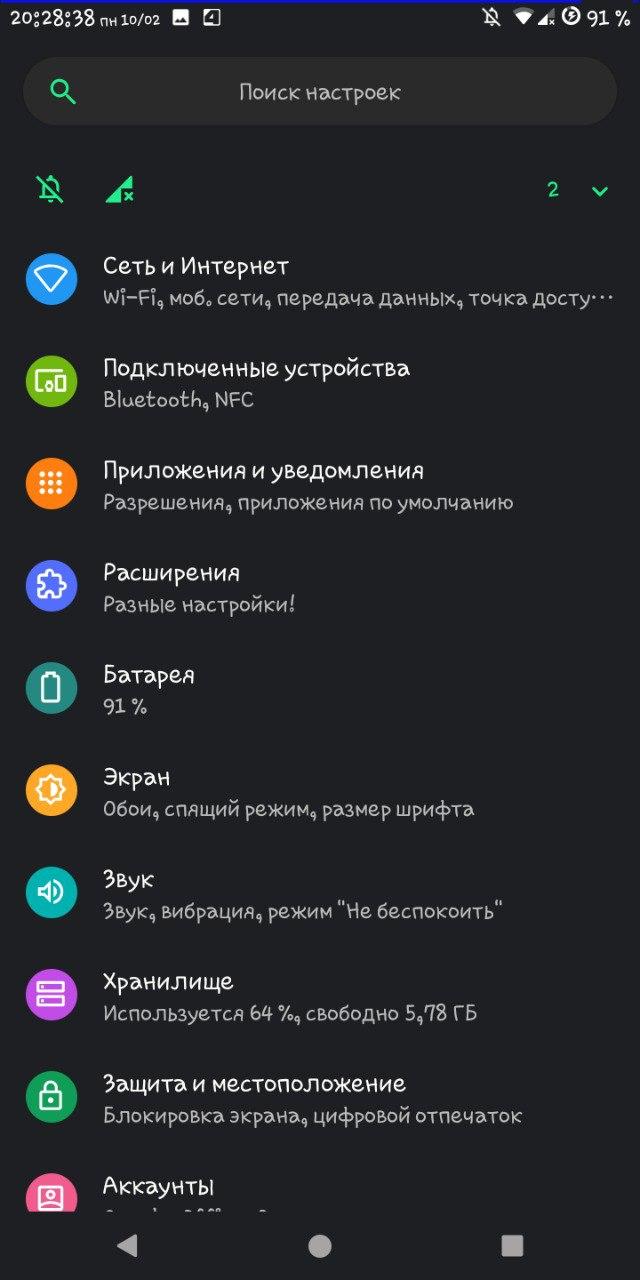 20:28:38 пн 10/02 91 %
Поиск настроек
2
Сеть и Интернет
Wi-Fi, моб. сети, передача данных, точка досту...
Подключенные устройства
Bluetooth, NFC
Приложения и уведомления
Разрешения, приложения по умолчанию
Расширения
Разные настройки!
Батарея
91 %
Экран
Обои, спящий режим, размер шрифта
Звук
Звук, вибрация, режим "Не беспокоить"
Хранилище
Используется 64 %, свободно 5,78 ГБ
Защита и местоположение
Блокировка экрана, цифровой отпечаток
Аккаунты